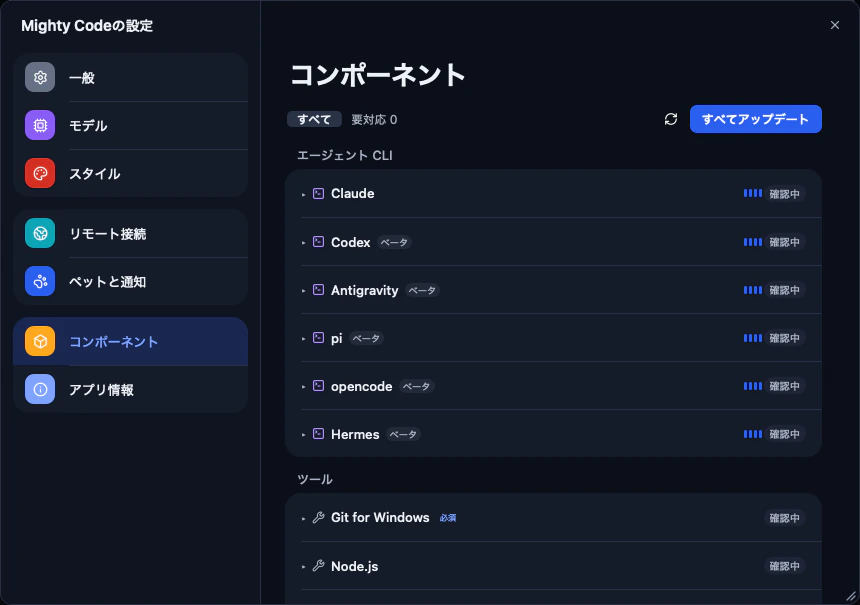 Mighty Codeの設定
一般
モデル
スタイル
リモート接続
ペットと通知
コンポーネント
アプリ情報
コンポーネント
すべて 要対応 0 すべてアップデート
エージェント CLI
Claude 確認中
Codex ベータ 確認中
Antigravity ベータ 確認中
pi ベータ 確認中
opencode ベータ 確認中
Hermes ベータ 確認中
ツール
Git for Windows 必須 確認中
Node.js 確認中